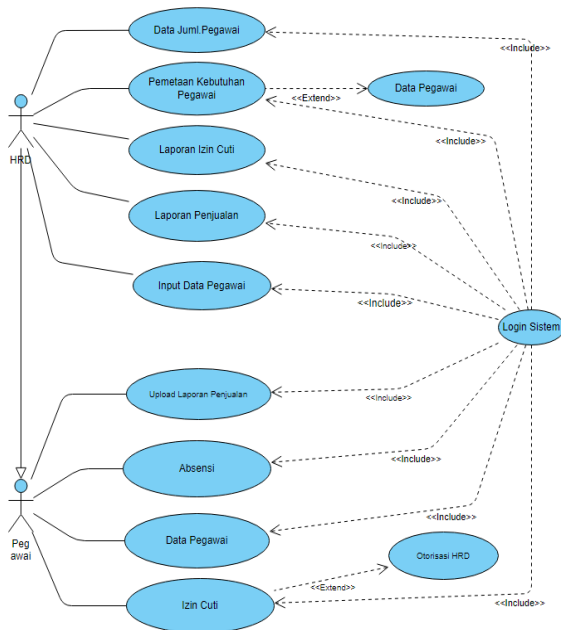 Data Juml.Pegawai
<<Include>>
Pemetaan Kebutuhan
Pegawai
<<Extend>>
Data Pegawai
HRD
<<Include>>
Laporan Izin Cuti
Laporan Penjualan
<<Include>>
<<Include>>
Input Data Pegawai
<<Include>>
Login Sistem
Upload Laporan Penjualan
<<Include>>
Absensi
<<Include>>
Peg
awai
Data Pegawai
<<Include>>
Otorisasi HRD
<<Extend>>
Izin Cuti
<<Include>>